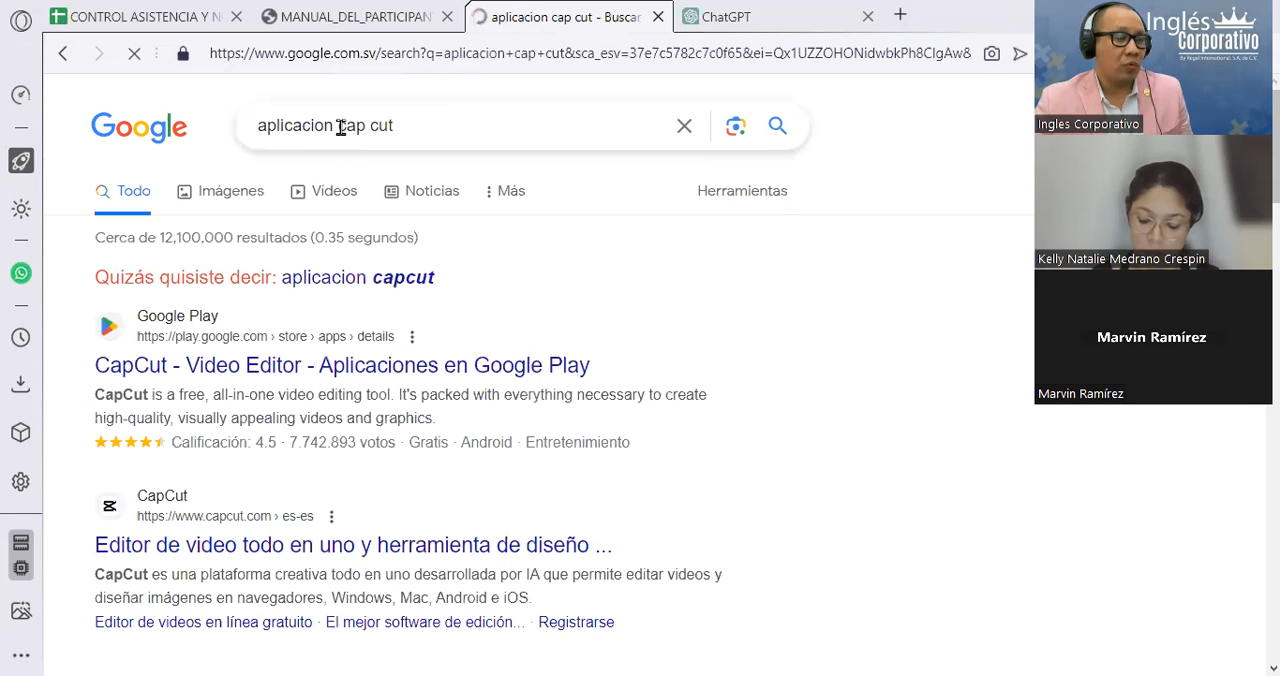 CONTROL ASISTENCIA Y N
MANUAL_DEL_PARTICIPAN
aplicacion cap cut - Buscar
ChatGPT
https://www.google.com.sv/search?q=aplicacion+cap+cut&sca_esv=37e7c5782c7c0f65&ei=Qx1UZZOHONidwbkPh8CIgAw&
Google
aplicacion cap cut
Todo
Imágenes
Videos
Noticias
Más
Herramientas
Cerca de 12,100,000 resultados (0.35 segundos)
Quizás quisiste decir: aplicacion capcut
Google Play
https://play.google.com › store › apps › details
CapCut - Video Editor - Aplicaciones en Google Play
CapCut is a free, all-in-one video editing tool. It's packed with everything necessary to create
high-quality, visually appealing videos and graphics.
Calificación: 4.5 · 7.742.893 votos · Gratis · Android · Entretenimiento
CapCut
https://www.capcut.com › es-es
Editor de video todo en uno y herramienta de diseño ...
CapCut es una plataforma creativa todo en uno desarrollada por IA que permite editar videos y
diseñar imágenes en navegadores, Windows, Mac, Android e iOS.
Editor de videos en línea gratuito · El mejor software de edición... · Registrarse
Inglés
Corporativo
By Regal International, S.A. de C.V.
Ingles Corporativo
Kelly Natalie Medrano Crespin
Marvin Ramírez
Marvin Ramírez